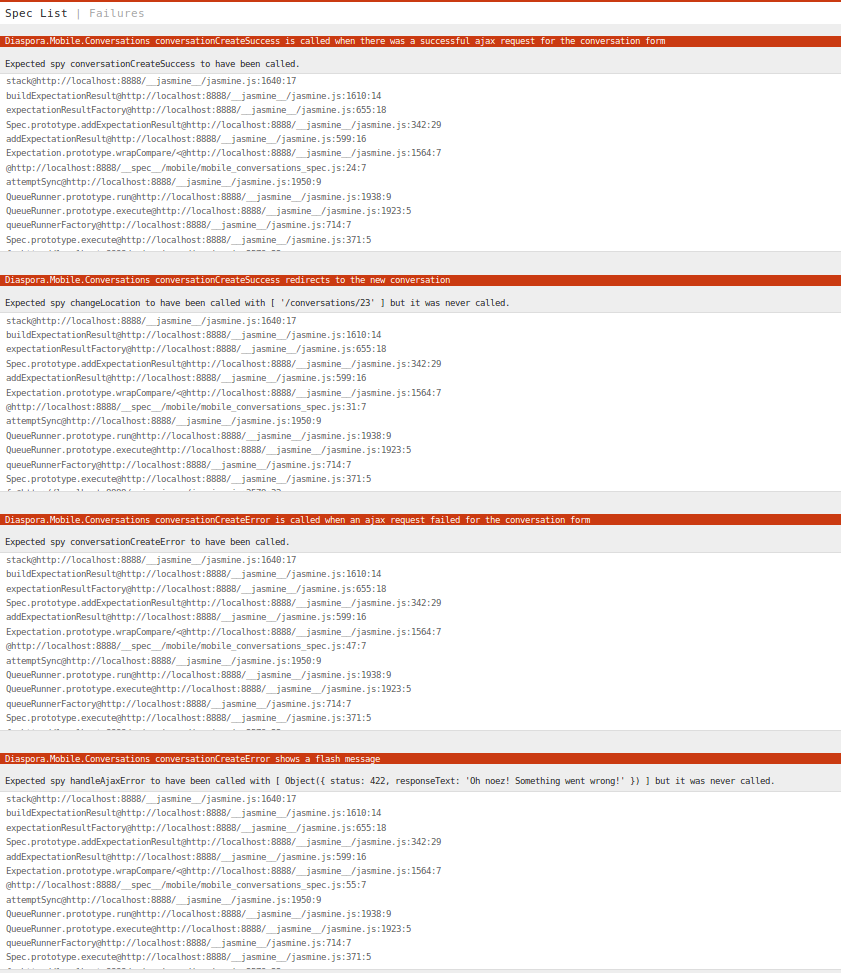 Spec List | Failures
Diaspora.Mobile.Conversations conversationCreateSuccess is called when there was a successful ajax request for the conversation form
Expected spy conversationCreateSuccess to have been called.
stack@http://localhost:8888/__jasmine__/jasmine.js:1640:17
buildExpectationResult@http://localhost:8888/__jasmine__/jasmine.js:1610:14
expectationResultFactory@http://localhost:8888/__jasmine__/jasmine.js:655:18
Spec.prototype.addExpectationResult@http://localhost:8888/__jasmine__/jasmine.js:342:29
addExpectationResult@http://localhost:8888/__jasmine__/jasmine.js:599:16
Expectation.prototype.wrapCompare/<@http://localhost:8888/__jasmine__/jasmine.js:1564:7
@http://localhost:8888/__spec__/mobile/mobile_conversations_spec.js:24:7
attemptSync@http://localhost:8888/__jasmine__/jasmine.js:1950:9
QueueRunner.prototype.run@http://localhost:8888/__jasmine__/jasmine.js:1938:9
QueueRunner.prototype.execute@http://localhost:8888/__jasmine__/jasmine.js:1923:5
queueRunnerFactory@http://localhost:8888/__jasmine__/jasmine.js:714:7
Spec.prototype.execute@http://localhost:8888/__jasmine__/jasmine.js:371:5
Diaspora.Mobile.Conversations conversationCreateSuccess redirects to the new conversation
Expected spy changeLocation to have been called with [ '/conversations/23' ] but it was never called.
stack@http://localhost:8888/__jasmine__/jasmine.js:1640:17
buildExpectationResult@http://localhost:8888/__jasmine__/jasmine.js:1610:14
expectationResultFactory@http://localhost:8888/__jasmine__/jasmine.js:655:18
Spec.prototype.addExpectationResult@http://localhost:8888/__jasmine__/jasmine.js:342:29
addExpectationResult@http://localhost:8888/__jasmine__/jasmine.js:599:16
Expectation.prototype.wrapCompare/<@http://localhost:8888/__jasmine__/jasmine.js:1564:7
@http://localhost:8888/__spec__/mobile/mobile_conversations_spec.js:31:7
attemptSync@http://localhost:8888/__jasmine__/jasmine.js:1950:9
QueueRunner.prototype.run@http://localhost:8888/__jasmine__/jasmine.js:1938:9
QueueRunner.prototype.execute@http://localhost:8888/__jasmine__/jasmine.js:1923:5
queueRunnerFactory@http://localhost:8888/__jasmine__/jasmine.js:714:7
Spec.prototype.execute@http://localhost:8888/__jasmine__/jasmine.js:371:5
Diaspora.Mobile.Conversations conversationCreateError is called when an ajax request failed for the conversation form
Expected spy conversationCreateError to have been called.
stack@http://localhost:8888/__jasmine__/jasmine.js:1640:17
buildExpectationResult@http://localhost:8888/__jasmine__/jasmine.js:1610:14
expectationResultFactory@http://localhost:8888/__jasmine__/jasmine.js:655:18
Spec.prototype.addExpectationResult@http://localhost:8888/__jasmine__/jasmine.js:342:29
addExpectationResult@http://localhost:8888/__jasmine__/jasmine.js:599:16
Expectation.prototype.wrapCompare/<@http://localhost:8888/__jasmine__/jasmine.js:1564:7
@http://localhost:8888/__spec__/mobile/mobile_conversations_spec.js:47:7
attemptSync@http://localhost:8888/__jasmine__/jasmine.js:1950:9
QueueRunner.prototype.run@http://localhost:8888/__jasmine__/jasmine.js:1938:9
QueueRunner.prototype.execute@http://localhost:8888/__jasmine__/jasmine.js:1923:5
queueRunnerFactory@http://localhost:8888/__jasmine__/jasmine.js:714:7
Spec.prototype.execute@http://localhost:8888/__jasmine__/jasmine.js:371:5
Diaspora.Mobile.Conversations conversationCreateError shows a flash message
Expected spy handleAjaxError to have been called with [ Object({ status: 422, responseText: 'Oh noez! Something went wrong!' }) ] but it was never called.
stack@http://localhost:8888/__jasmine__/jasmine.js:1640:17
buildExpectationResult@http://localhost:8888/__jasmine__/jasmine.js:1610:14
expectationResultFactory@http://localhost:8888/__jasmine__/jasmine.js:655:18
Spec.prototype.addExpectationResult@http://localhost:8888/__jasmine__/jasmine.js:342:29
addExpectationResult@http://localhost:8888/__jasmine__/jasmine.js:599:16
Expectation.prototype.wrapCompare/<@http://localhost:8888/__jasmine__/jasmine.js:1564:7
@http://localhost:8888/__spec__/mobile/mobile_conversations_spec.js:55:7
attemptSync@http://localhost:8888/__jasmine__/jasmine.js:1950:9
QueueRunner.prototype.run@http://localhost:8888/__jasmine__/jasmine.js:1938:9
QueueRunner.prototype.execute@http://localhost:8888/__jasmine__/jasmine.js:1923:5
queueRunnerFactory@http://localhost:8888/__jasmine__/jasmine.js:714:7
Spec.prototype.execute@http://localhost:8888/__jasmine__/jasmine.js:371:5